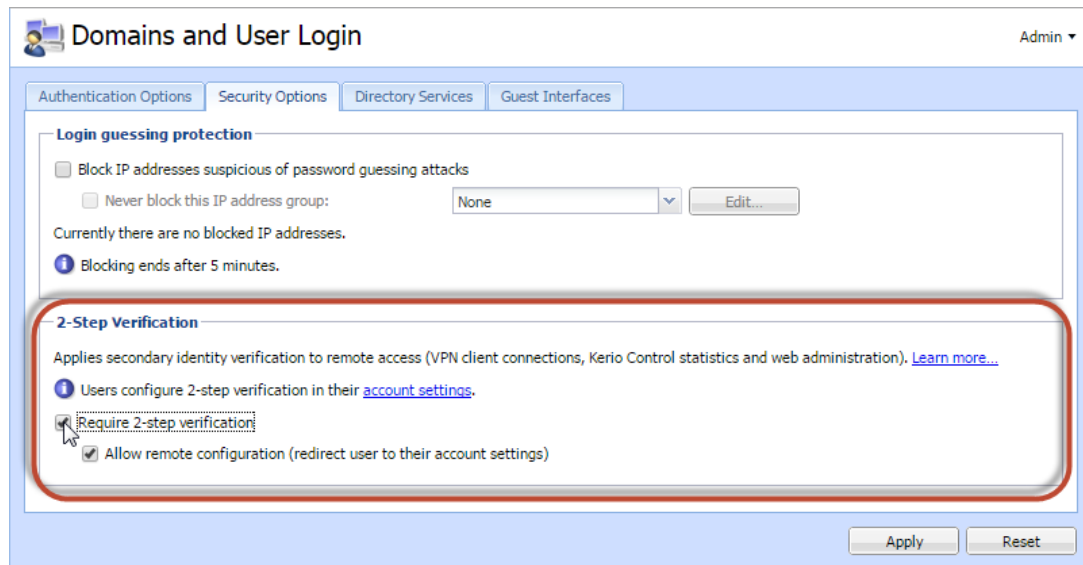 Domains and User Login
Admin
Authentication Options
Security Options
Directory Services
Guest Interfaces
Login guessing protection
Block IP addresses suspicious of password guessing attacks
Never block this IP address group:
None
Edit...
Currently there are no blocked IP addresses.
Blocking ends after 5 minutes.
2-Step Verification
Applies secondary identity verification to remote access (VPN client connections, Kerio Control statistics and web administration). Learn more...
Users configure 2-step verification in their account settings.
Require 2-step verification
Allow remote configuration (redirect user to their account settings)
Apply
Reset